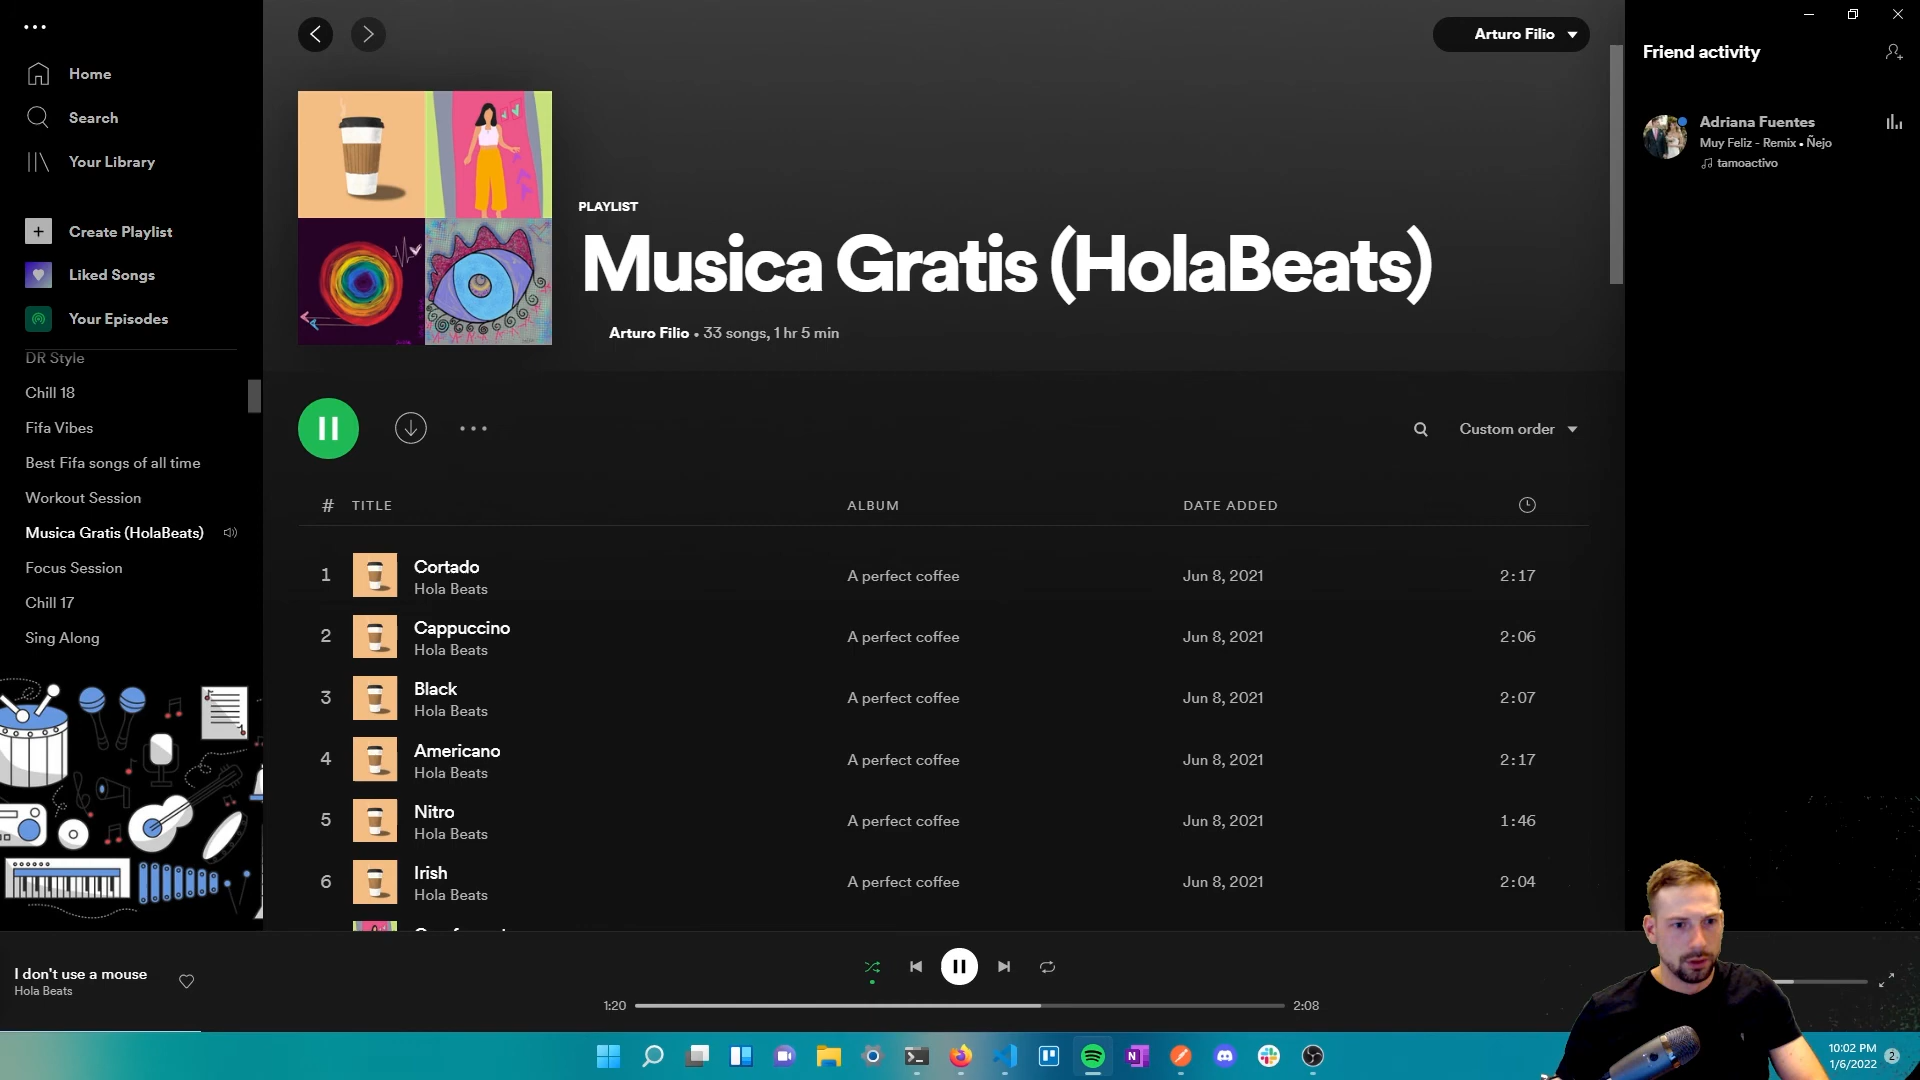 Home
Search
Your Library
Create Playlist
Liked Songs
Your Episodes
DR Style
Chill 18
Fifa Vibes
Best Fifa songs of all time
Workout Session
Musica Gratis (HolaBeats)
Focus Session
Chill 17
Sing Along
Arturo Filio
PLAYLIST
Musica Gratis (HolaBeats)
Arturo Filio • 33 songs, 1 hr 5 min
Custom order
# TITLE ALBUM DATE ADDED
1 Cortado A perfect coffee Jun 8, 2021 2:17
Hola Beats
2 Cappuccino A perfect coffee Jun 8, 2021 2:06
Hola Beats
3 Black A perfect coffee Jun 8, 2021 2:07
Hola Beats
4 Americano A perfect coffee Jun 8, 2021 2:17
Hola Beats
5 Nitro A perfect coffee Jun 8, 2021 1:46
Hola Beats
6 Irish A perfect coffee Jun 8, 2021 2:04
Hola Beats
Friend activity
Adriana Fuentes
Muy Feliz - Remix • Ñejo
tamoactivo
I don't use a mouse
Hola Beats
1:20
2:08
10:02 PM
1/6/2022
2